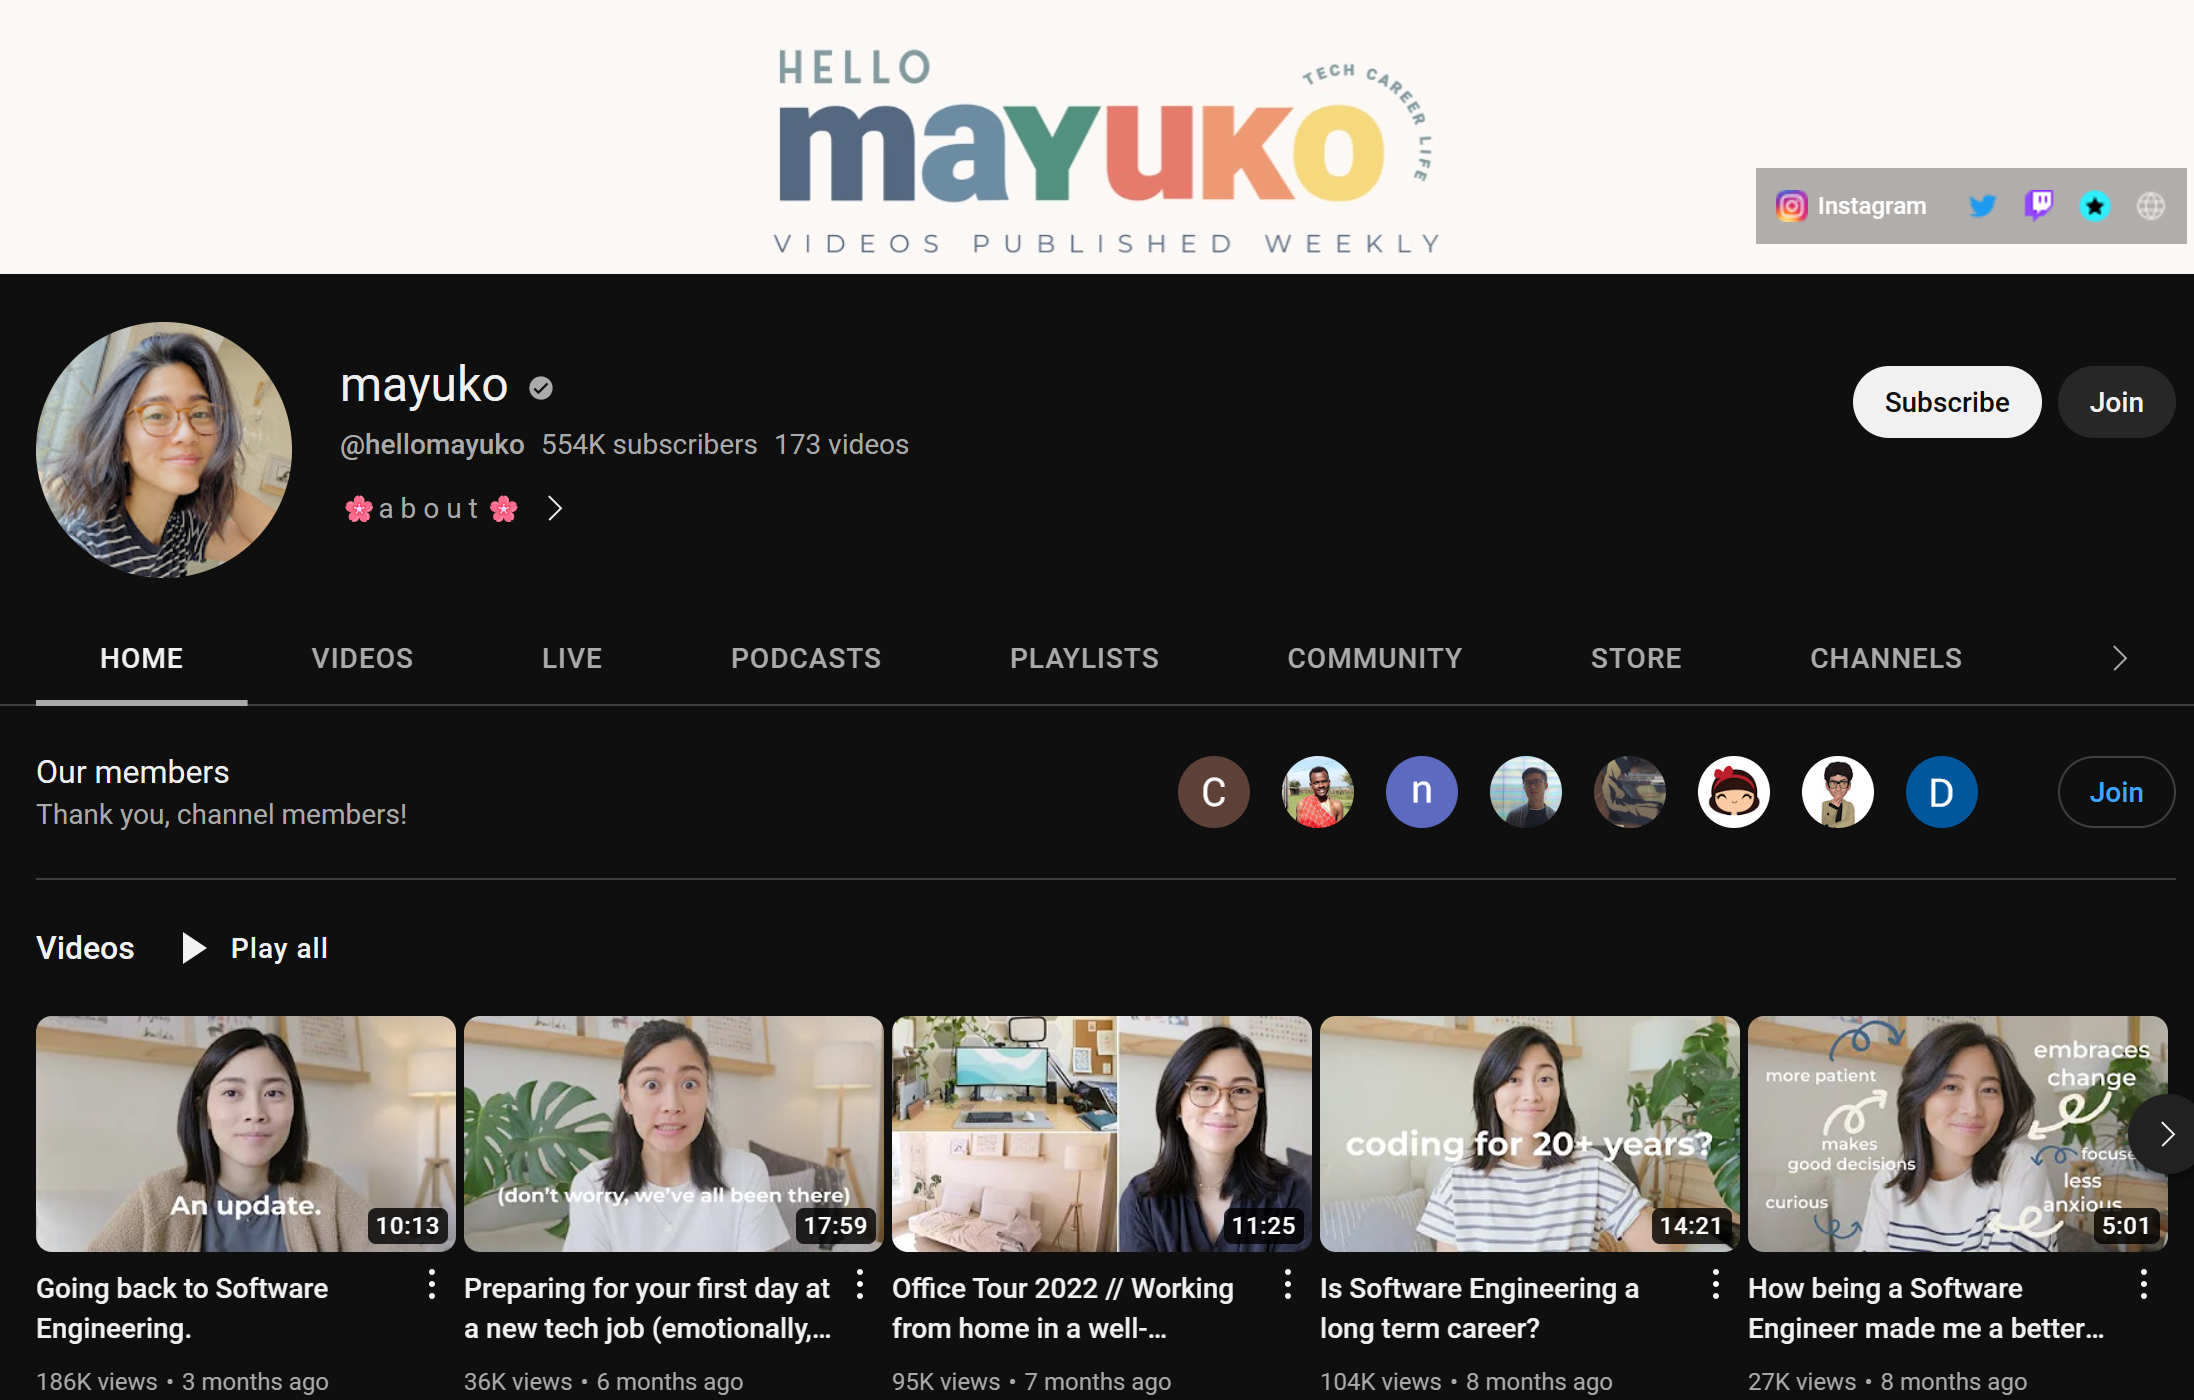 HELLO
mayuko
TECH CAREER LIFE
VIDEOS PUBLISHED WEEKLY
Instagram
mayuko
@hellomayuko 554K subscribers 173 videos
🌸 a b o u t 🌸
Subscribe
Join
HOME VIDEOS LIVE PODCASTS PLAYLISTS COMMUNITY STORE CHANNELS
Our members
Thank you, channel members!
C
n
D
Join
Videos
Play all
An update.
10:13
Going back to Software
Engineering.
186K views • 3 months ago
(don't worry, we've all been there)
17:59
Preparing for your first day at
a new tech job (emotionally,...
36K views • 6 months ago
11:25
Office Tour 2022 // Working
from home in a well-...
95K views • 7 months ago
coding for 20+ years?
14:21
Is Software Engineering a
long term career?
104K views • 8 months ago
more patient
makes
good decisions
curious
embraces
change
less
anxious
5:01
How being a Software
Engineer made me a better...
27K views • 8 months ago